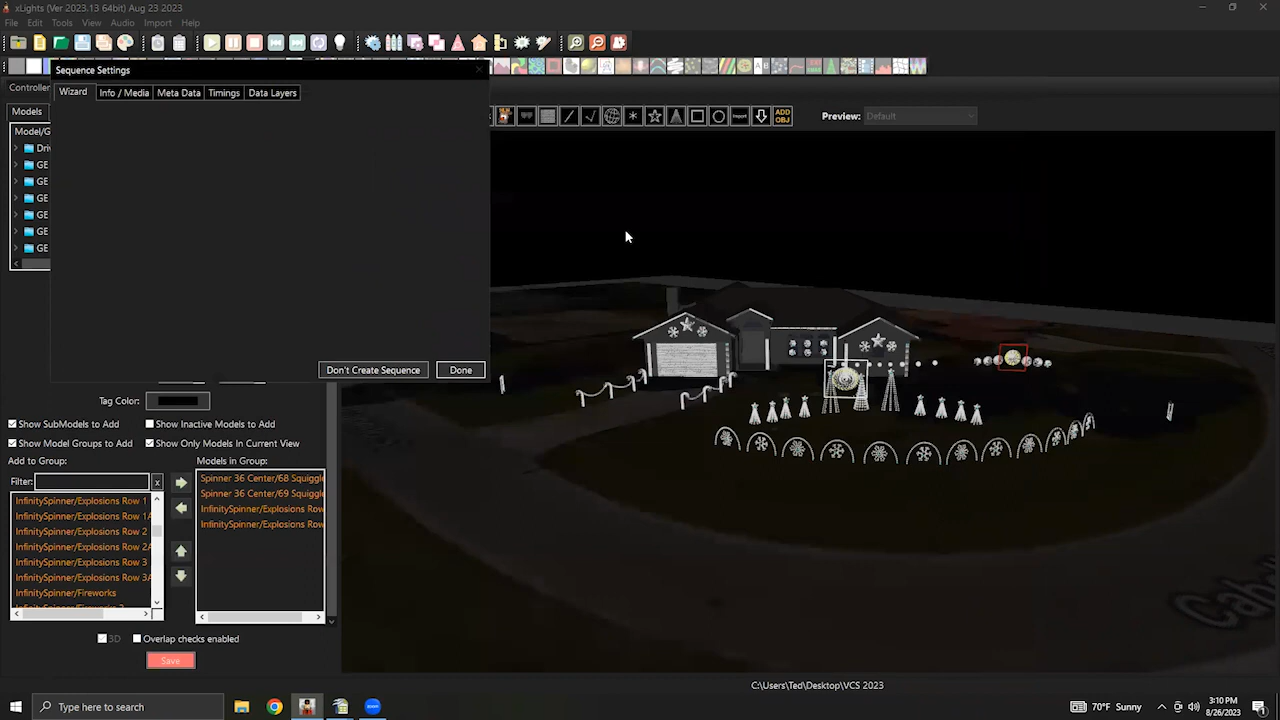 xLights (Ver 2023.13 64bit) Aug 23 2023
File Edit Tools View Audio Import Help
Sequence Settings
Wizard Info / Media Meta Data Timings Data Layers
Models
Model/G
GE
GE
GE
GE
GE
GE
Import
ADD OBJ
Preview: Default
Don't Create Sequence Done
Tag Color:
Show SubModels to Add Show Inactive Models to Add
Show Model Groups to Add Show Only Models In Current View
Add to Group: Models in Group:
Filter: x
Spinner 36 Center/68 Squiggle
Spinner 36 Center/69 Squiggle
InfinitySpinner/Explosions Row
InfinitySpinner/Explosions Row
InfinitySpinner/Explosions Row 1
InfinitySpinner/Explosions Row 1A
InfinitySpinner/Explosions Row 2
InfinitySpinner/Explosions Row 2A
InfinitySpinner/Explosions Row 3
InfinitySpinner/Explosions Row 3A
InfinitySpinner/Fireworks
3D Overlap checks enabled
Save
C:\Users\Ted\Desktop\VCS 2023
Type here to search
70°F Sunny
3:10 PM
8/26/2023